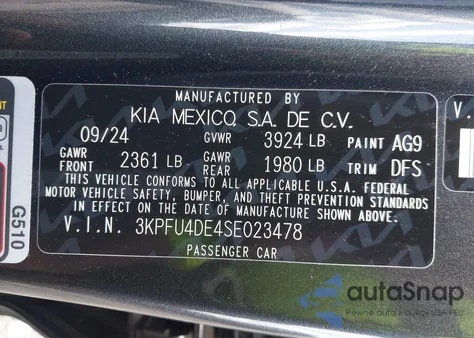 MANUFACTURED BY
KIA MEXICO, S.A. DE C.V.
09/24 GVWR 3924 LB PAINT AG9
GAWR FRONT 2361 LB GAWR REAR 1980 LB TRIM DFS
THIS VEHICLE CONFORMS TO ALL APPLICABLE U.S.A. FEDERAL
MOTOR VEHICLE SAFETY, BUMPER, AND THEFT PREVENTION STANDARDS
IN EFFECT ON THE DATE OF MANUFACTURE SHOWN ABOVE.
V.I.N. 3KPFU4DE4SE023478
PASSENGER CAR
G510
V.
autoSnap